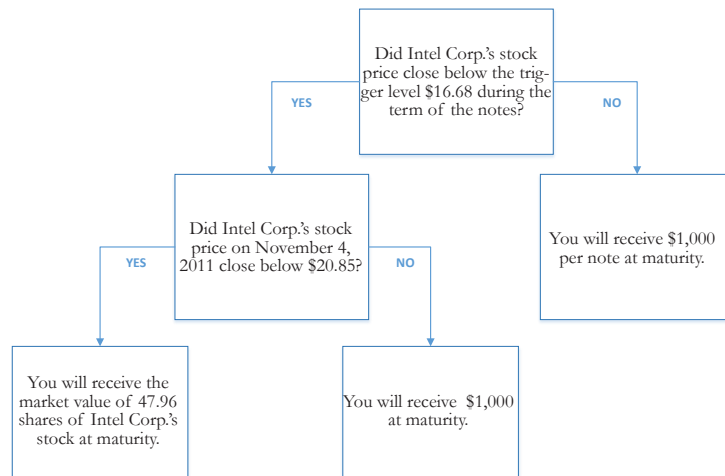 Did Intel Corp.'s stock
price close below the trig-
ger level $16.68 during the
term of the notes?
YES
NO
Did Intel Corp.'s stock
price on November 4,
2011 close below $20.85?
You will receive $1,000
per note at maturity.
YES
NO
You will receive the
market value of 47.96
shares of Intel Corp.'s
stock at maturity.
You will receive $1,000
at maturity.